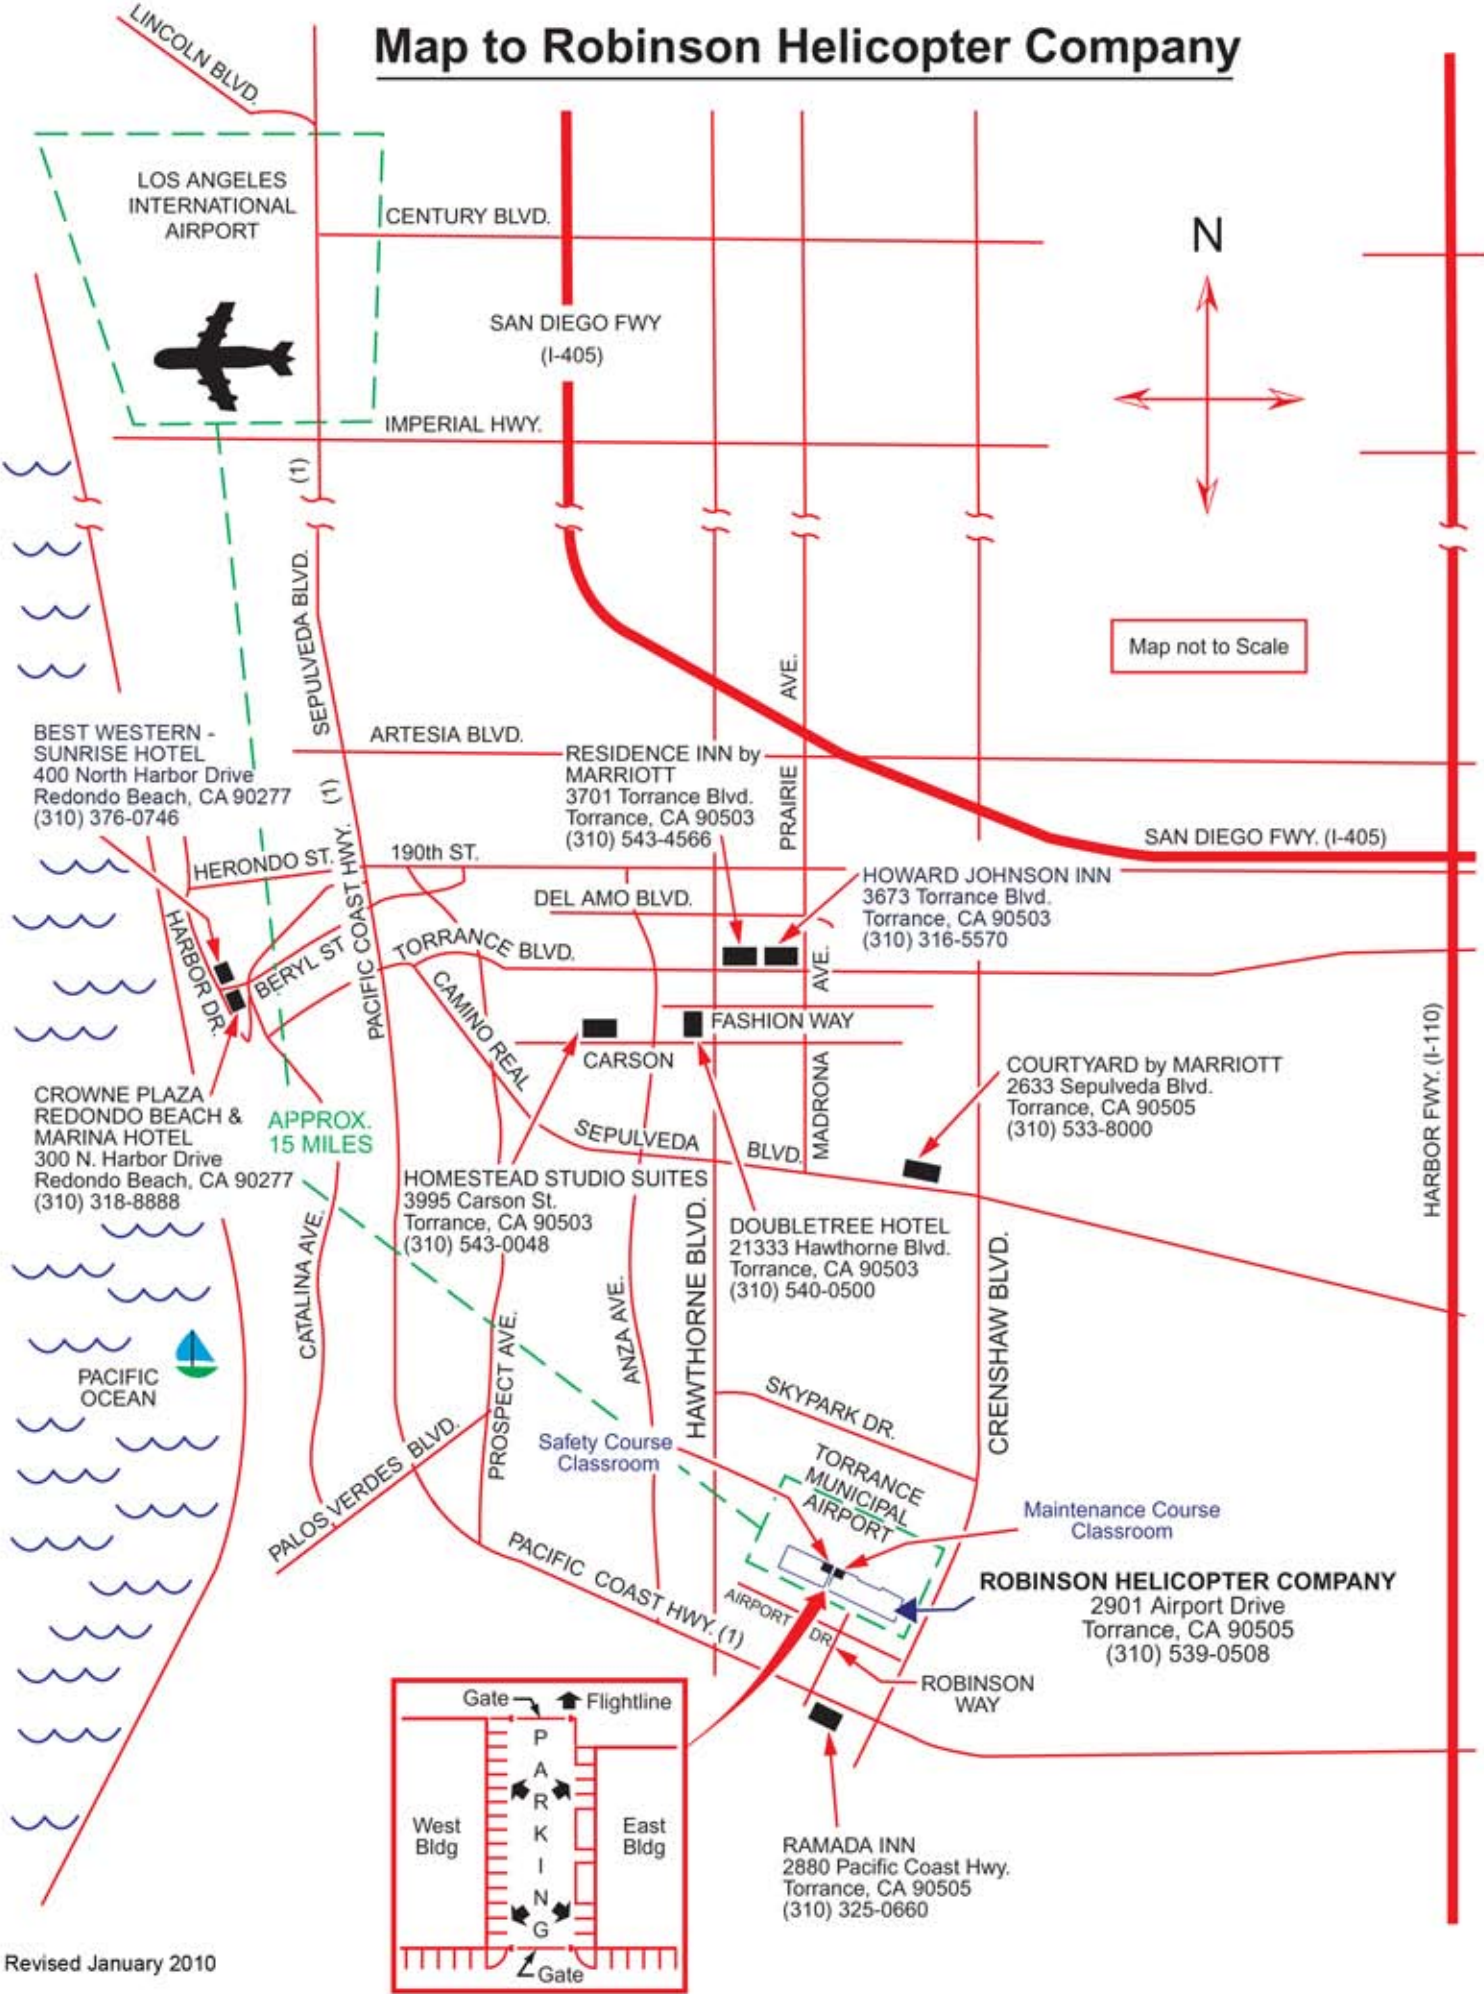 Map to Robinson Helicopter Company
LINCOLN BLVD.
LOS ANGELES
INTERNATIONAL
AIRPORT
CENTURY BLVD.
N
SAN DIEGO FWY
(I-405)
IMPERIAL HWY.
(1)
SEPULVEDA BLVD.
Map not to Scale
AVE.
PRAIRIE
ARTESIA BLVD.
BEST WESTERN -
SUNRISE HOTEL
400 North Harbor Drive
Redondo Beach, CA 90277
(310) 376-0746
RESIDENCE INN by
MARRIOTT
3701 Torrance Blvd.
Torrance, CA 90503
(310) 543-4566
SAN DIEGO FWY. (I-405)
PACIFIC COAST HWY. (1)
HERONDO ST.
190th ST.
HOWARD JOHNSON INN
3673 Torrance Blvd.
Torrance, CA 90503
(310) 316-5570
DEL AMO BLVD.
HARBOR DR.
BERYL ST
TORRANCE BLVD.
CAMINO REAL
MADRONA
AVE.
FASHION WAY
CARSON
COURTYARD by MARRIOTT
2633 Sepulveda Blvd.
Torrance, CA 90505
(310) 533-8000
HARBOR FWY. (I-110)
CROWNE PLAZA
REDONDO BEACH &
MARINA HOTEL
300 N. Harbor Drive
Redondo Beach, CA 90277
(310) 318-8888
APPROX.
15 MILES
SEPULVEDA BLVD.
HOMESTEAD STUDIO SUITES
3995 Carson St.
Torrance, CA 90503
(310) 543-0048
DOUBLETREE HOTEL
21333 Hawthorne Blvd.
Torrance, CA 90503
(310) 540-0500
CATALINA AVE.
PROSPECT AVE.
ANZA AVE.
HAWTHORNE BLVD.
CRENSHAW BLVD.
PACIFIC
OCEAN
SKYPARK DR.
PALOS VERDES BLVD.
Safety Course
Classroom
TORRANCE
MUNICIPAL
AIRPORT
Maintenance Course
Classroom
ROBINSON HELICOPTER COMPANY
2901 Airport Drive
Torrance, CA 90505
(310) 539-0508
PACIFIC COAST HWY. (1)
AIRPORT
DR.
ROBINSON
WAY
Gate
Flightline
PARKING
West
Bldg
East
Bldg
Gate
RAMADA INN
2880 Pacific Coast Hwy.
Torrance, CA 90505
(310) 325-0660
Revised January 2010